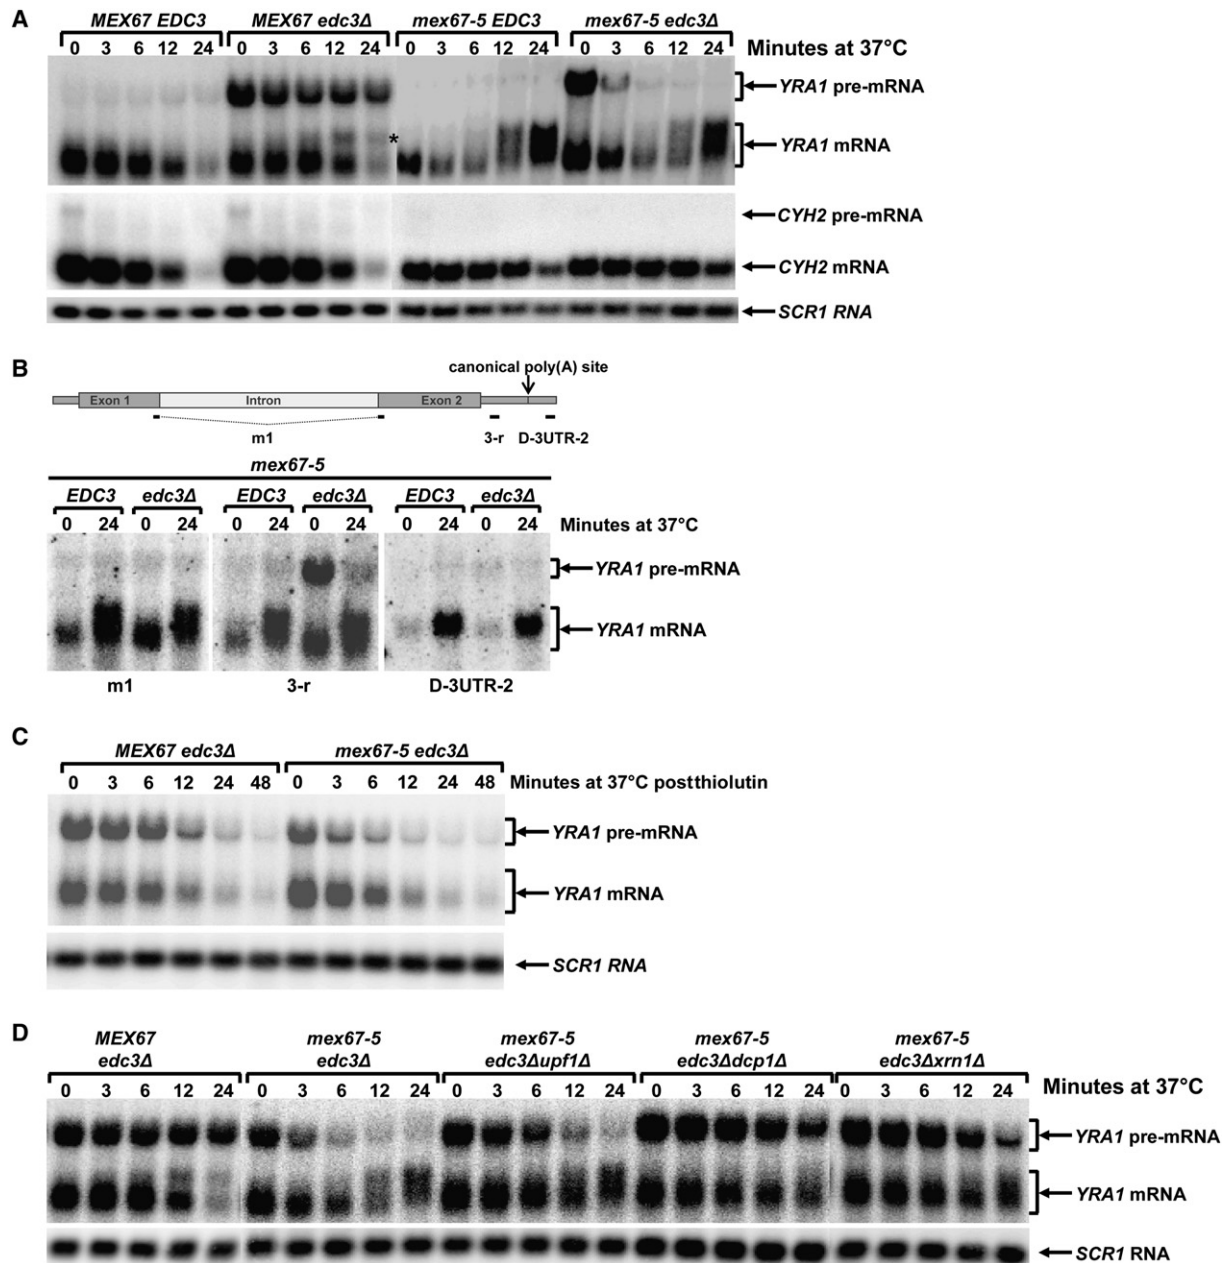 A
MEX67 EDC3 MEX67 edc3Δ mex67-5 EDC3 mex67-5 edc3Δ
0 3 6 12 24 0 3 6 12 24 0 3 6 12 24 0 3 6 12 24 Minutes at 37°C
YRA1 pre-mRNA
*
YRA1 mRNA
CYH2 pre-mRNA
CYH2 mRNA
SCR1 RNA
B
canonical poly(A) site
Exon 1 Intron Exon 2
m1 3-r D-3UTR-2
mex67-5
EDC3 edc3Δ EDC3 edc3Δ EDC3 edc3Δ
0 24 0 24 0 24 0 24 0 24 0 24 Minutes at 37°C
YRA1 pre-mRNA
YRA1 mRNA
m1 3-r D-3UTR-2
C
MEX67 edc3Δ mex67-5 edc3Δ
0 3 6 12 24 48 0 3 6 12 24 48 Minutes at 37°C postthiolutin
YRA1 pre-mRNA
YRA1 mRNA
SCR1 RNA
D
MEX67 mex67-5 mex67-5 mex67-5 mex67-5
edc3Δ edc3Δ edc3Δupf1Δ edc3Δdcp1Δ edc3Δxrn1Δ
0 3 6 12 24 0 3 6 12 24 0 3 6 12 24 0 3 6 12 24 0 3 6 12 24 Minutes at 37°C
YRA1 pre-mRNA
YRA1 mRNA
SCR1 RNA